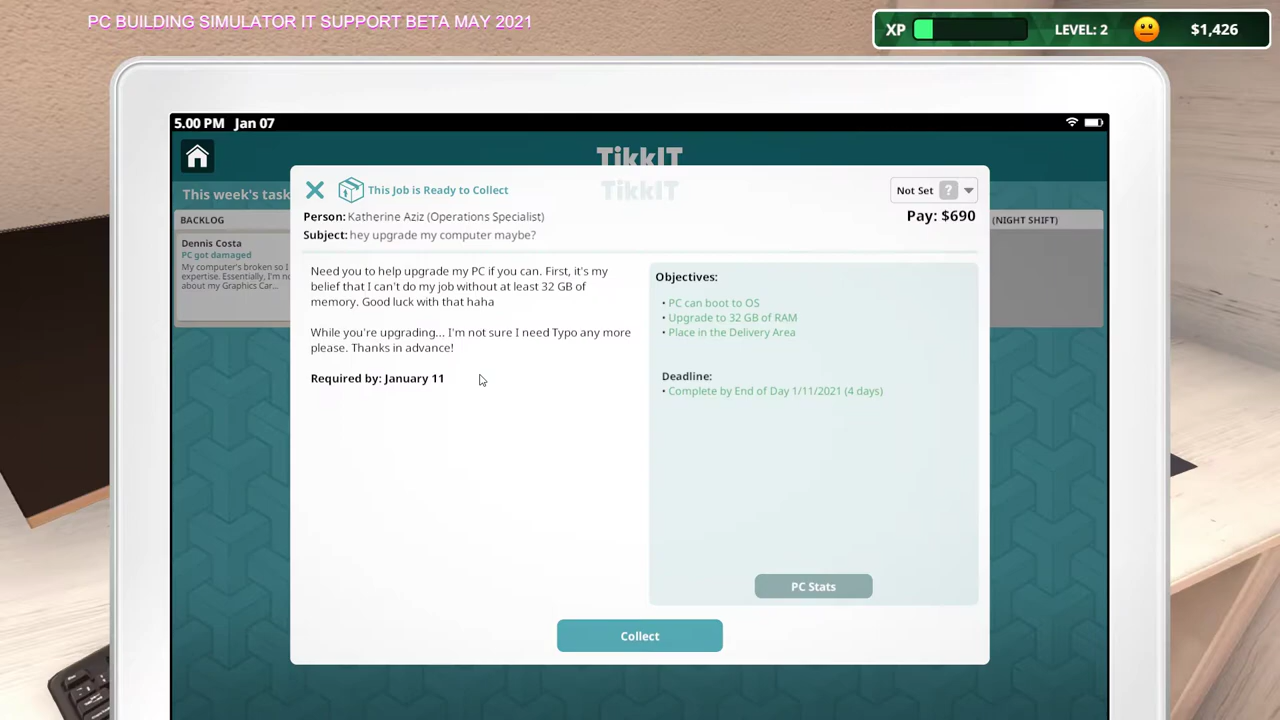 PC BUILDING SIMULATOR IT SUPPORT BETA MAY 2021
XP
LEVEL: 2
$1,426
5.00 PM Jan 07
TikkIT
TikkIT
This week's task
BACKLOG
(NIGHT SHIFT)
Dennis Costa
PC got damaged
My computer's broken so I
expertise. Essentially, I'm no
about my Graphics Car...
This Job is Ready to Collect
Not Set ?
Person: Katherine Aziz (Operations Specialist)
Pay: $690
Subject: hey upgrade my computer maybe?
Need you to help upgrade my PC if you can. First, it's my
belief that I can't do my job without at least 32 GB of
memory. Good luck with that haha
While you're upgrading... I'm not sure I need Typo any more
please. Thanks in advance!
Required by: January 11
Objectives:
• PC can boot to OS
• Upgrade to 32 GB of RAM
• Place in the Delivery Area
Deadline:
• Complete by End of Day 1/11/2021 (4 days)
PC Stats
Collect